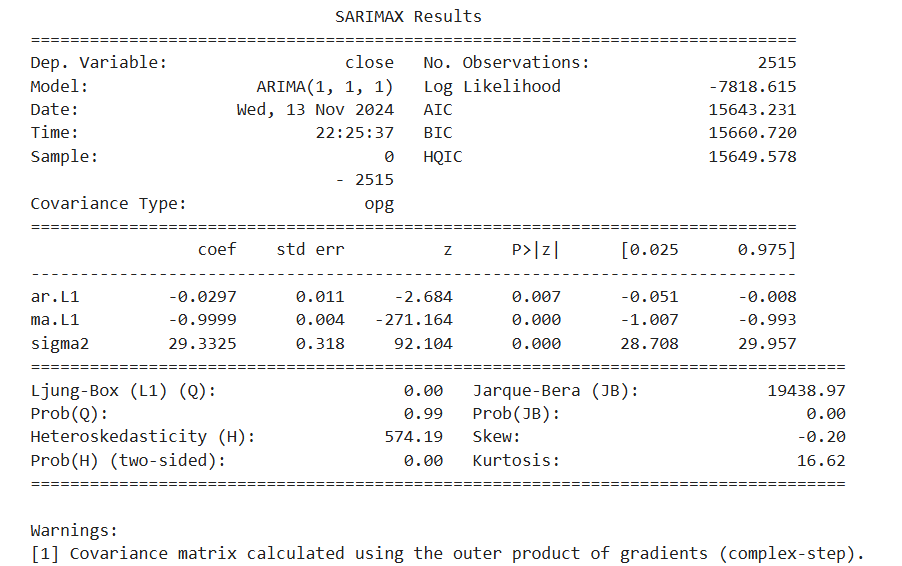 SARIMAX Results
==============================================================================
Dep. Variable: close No. Observations: 2515
Model: ARIMA(1, 1, 1) Log Likelihood -7818.615
Date: Wed, 13 Nov 2024 AIC 15643.231
Time: 22:25:37 BIC 15660.720
Sample: 0 HQIC 15649.578
- 2515
Covariance Type: opg
==============================================================================
coef std err z P>|z| [0.025 0.975]
------------------------------------------------------------------------------
ar.L1 -0.0297 0.011 -2.684 0.007 -0.051 -0.008
ma.L1 -0.9999 0.004 -271.164 0.000 -1.007 -0.993
sigma2 29.3325 0.318 92.104 0.000 28.708 29.957
===================================================================================
Ljung-Box (L1) (Q): 0.00 Jarque-Bera (JB): 19438.97
Prob(Q): 0.99 Prob(JB): 0.00
Heteroskedasticity (H): 574.19 Skew: -0.20
Prob(H) (two-sided): 0.00 Kurtosis: 16.62
===================================================================================
Warnings:
[1] Covariance matrix calculated using the outer product of gradients (complex-step).